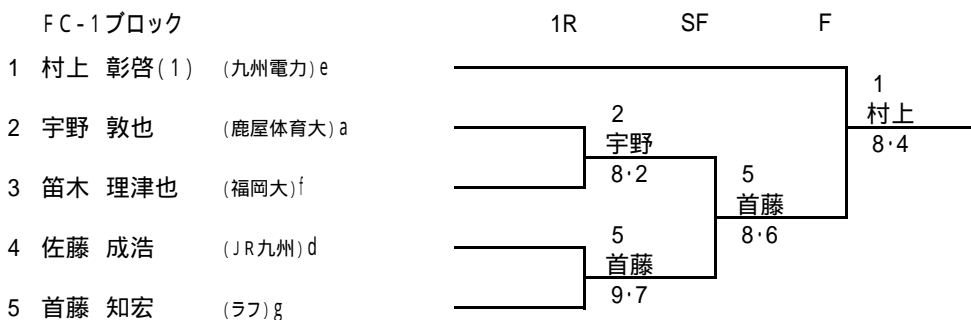 FC-1ブロック 1R SF F
1 村上 彰啓(1) (九州電力)e
1
村上
8·4
2 宇野 敦也 (鹿屋体育大)a
2
宇野
8·2
3 笛木 理津也 (福岡大)f
5
首藤
8·6
4 佐藤 成浩 (JR九州)d
5
首藤
9·7
5 首藤 知宏 (ラフ)g